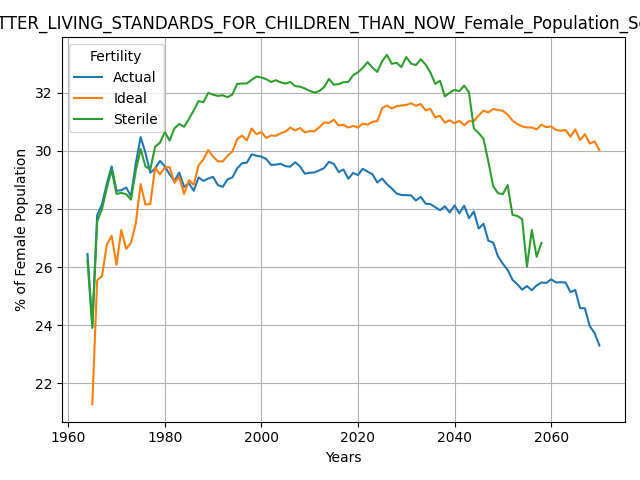 TTER_LIVING_STANDARDS_FOR_CHILDREN_THAN_NOW_Female_Population_S
Fertility
Actual
Ideal
Sterile
% of Female Population
32
30
28
26
24
22
1960 1980 2000 2020 2040 2060
Years